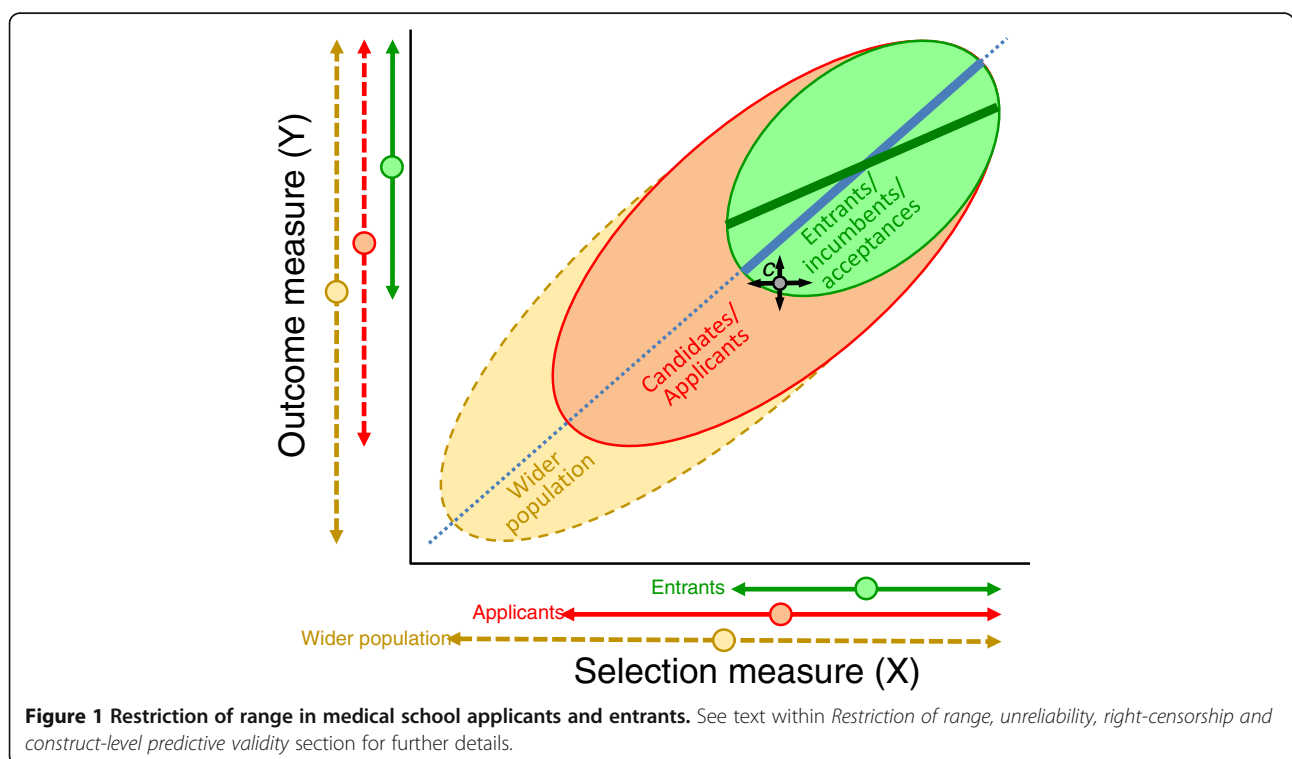 Outcome measure (Y)
Entrants/
incumbents/
acceptances
c
Candidates/
Applicants
Wider
population
Entrants
Applicants
Wider population
Selection measure (X)
Figure 1 Restriction of range in medical school applicants and entrants. See text within Restriction of range, unreliability, right-censorship and
construct-level predictive validity section for further details.